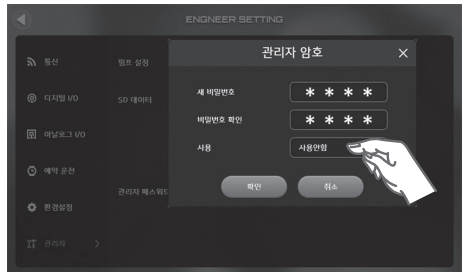 ENGNEER SETTING
통신
펌프 설정
디지털 I/O
SD 데이터
아날로그 I/O
예약 운전
관리자 패스워드
환경설정
관리자 >
관리자 암호 ×
새 비밀번호 * * * *
비밀번호 확인 * * * *
사용 사용안함
확인 취소